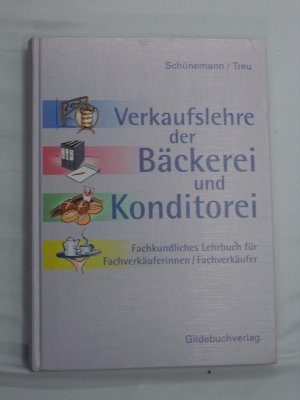 Schünemann / Treu
Verkaufslehre
der
Bäckerei
und
Konditorei
Fachkundliches Lehrbuch für
Fachverkäuferinnen/Fachverkäufer
Gildebuchverlag